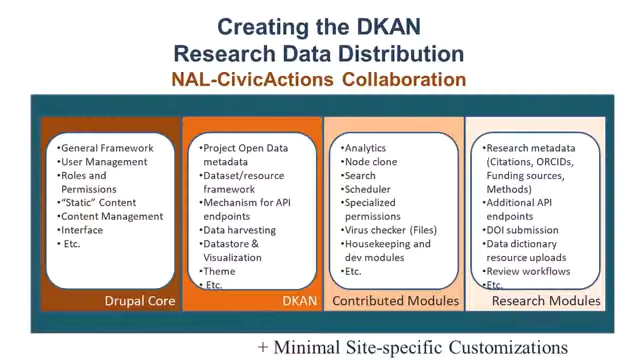 Creating the DKAN
Research Data Distribution
NAL-CivicActions Collaboration
•General Framework
•User Management
•Roles and
Permissions
•“Static” Content
•Content Management
•Interface
•Etc.
Drupal Core
•Project Open Data
metadata
•Dataset/resource
framework
•Mechanism for API
endpoints
•Data harvesting
•Datastore &
Visualization
•Theme
•Etc.
DKAN
•Analytics
•Node clone
•Search
•Scheduler
•Specialized
permissions
•Virus checker (Files)
•Housekeeping and
dev modules
•Etc.
Contributed Modules
•Research metadata
(Citations, ORCIDs,
Funding sources,
Methods)
•Additional API
endpoints
•DOI submission
•Data dictionary
resource uploads
•Review workflows
•Etc.
Research Modules
+ Minimal Site-specific Customizations